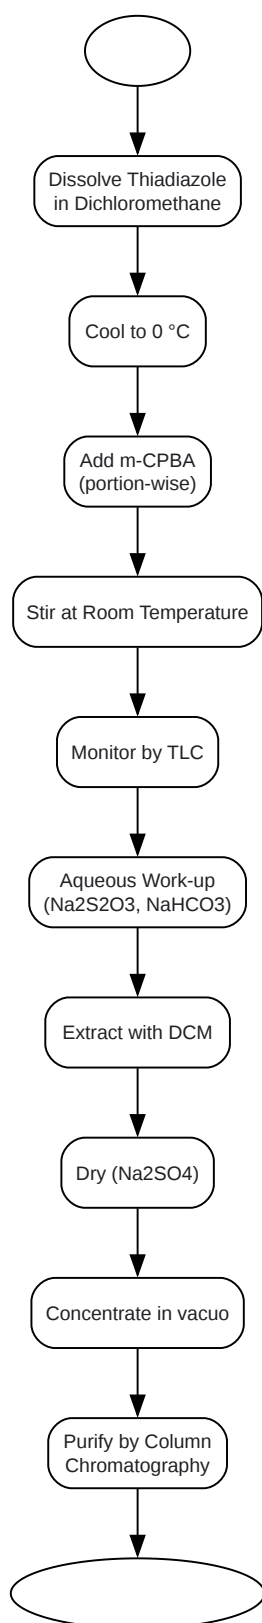 Dissolve Thiadiazole
in Dichloromethane
Cool to 0 °C
Add m-CPBA
(portion-wise)
Stir at Room Temperature
Monitor by TLC
Aqueous Work-up
(Na2S2O3, NaHCO3)
Extract with DCM
Dry (Na2SO4)
Concentrate in vacuo
Purify by Column
Chromatography